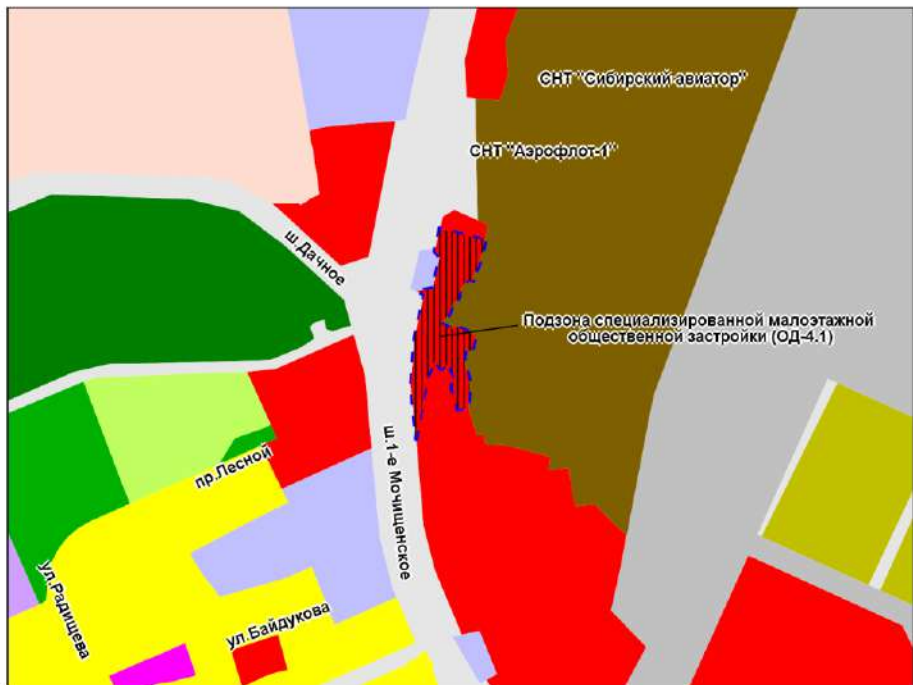 СНТ "Сибирский авиатор"
СНТ "Аэрофлот-1"
ш.Дачное
Подзона специализированной малоэтажной
общественной застройки (ОД-4.1)
пр.Лесной
ш.1-е Мочищенское
ул.Радищева
ул.Байдукова